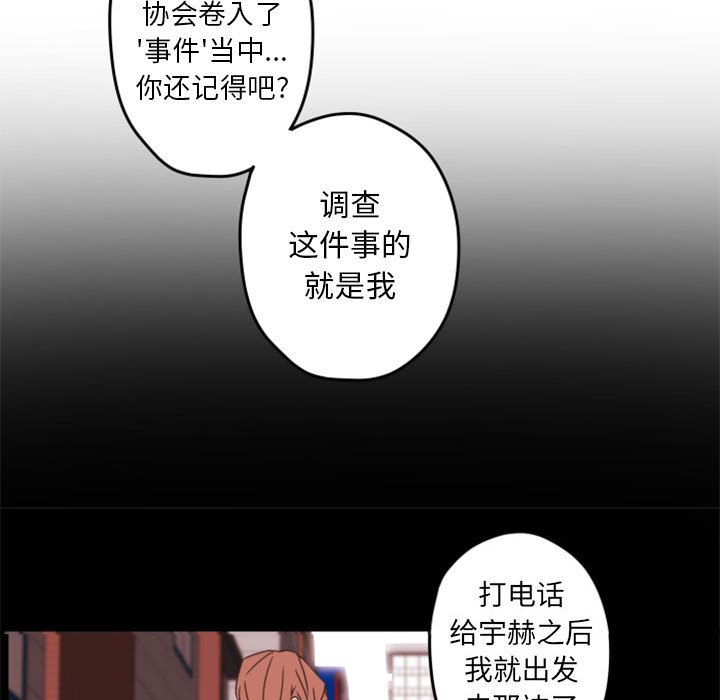 协会卷入了
'事件'当中...
你还记得吧?
调查
这件事的
就是我
打电话
给宇赫之后
我就出发